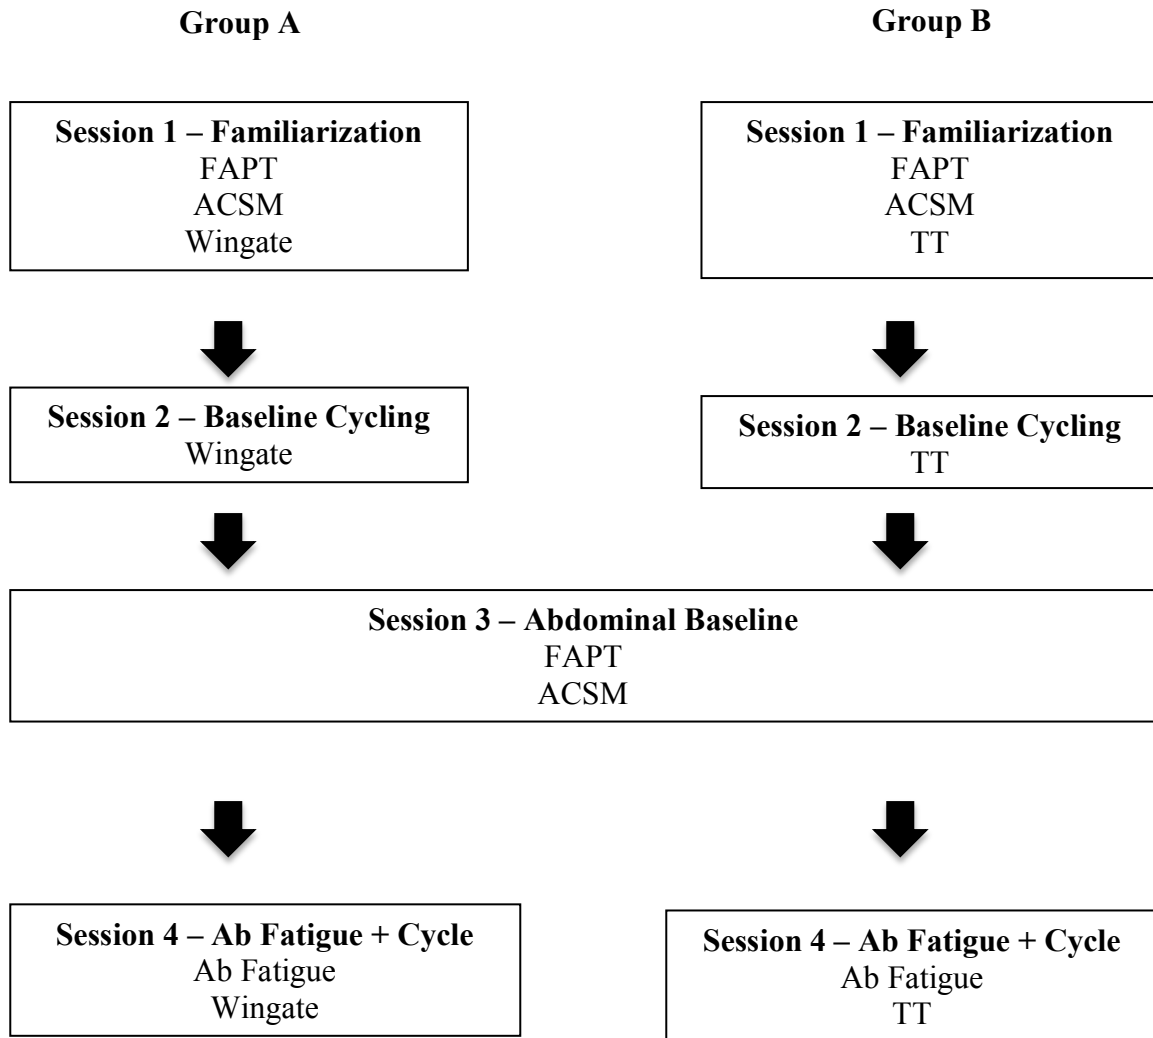 Group A
Group B
Session 1 – Familiarization
FAPT
ACSM
Wingate
Session 1 – Familiarization
FAPT
ACSM
TT
Session 2 – Baseline Cycling
Wingate
Session 2 – Baseline Cycling
TT
Session 3 – Abdominal Baseline
FAPT
ACSM
Session 4 – Ab Fatigue + Cycle
Ab Fatigue
Wingate
Session 4 – Ab Fatigue + Cycle
Ab Fatigue
TT